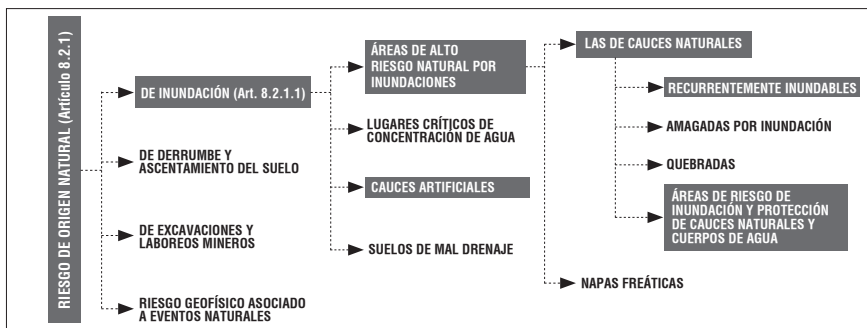 RIESGO DE ORIGEN NATURAL (Artículo 8.2.1)
DE INUNDACIÓN (Art. 8.2.1.1)
DE DERRUMBE Y
ASCENTAMIENTO DEL SUELO
DE EXCAVACIONES Y
LABOREOS MINEROS
RIESGO GEOFÍSICO ASOCIADO
A EVENTOS NATURALES
ÁREAS DE ALTO
RIESGO NATURAL POR
INUNDACIONES
LUGARES CRÍTICOS DE
CONCENTRACIÓN DE AGUA
CAUCES ARTIFICIALES
SUELOS DE MAL DRENAJE
LAS DE CAUCES NATURALES
RECURRENTEMENTE INUNDABLES
AMAGADAS POR INUNDACIÓN
QUEBRADAS
ÁREAS DE RIESGO DE
INUNDACIÓN Y PROTECCIÓN
DE CAUCES NATURALES Y
CUERPOS DE AGUA
NAPAS FREÁTICAS